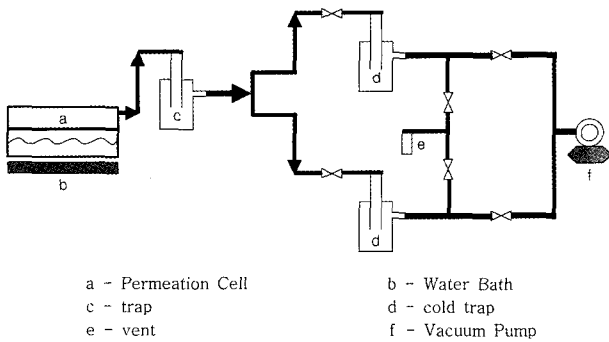 a
b
c
d
d
e
f
a - Permeation Cell
b - Water Bath
c - trap
d - cold trap
e - vent
f - Vacuum Pump